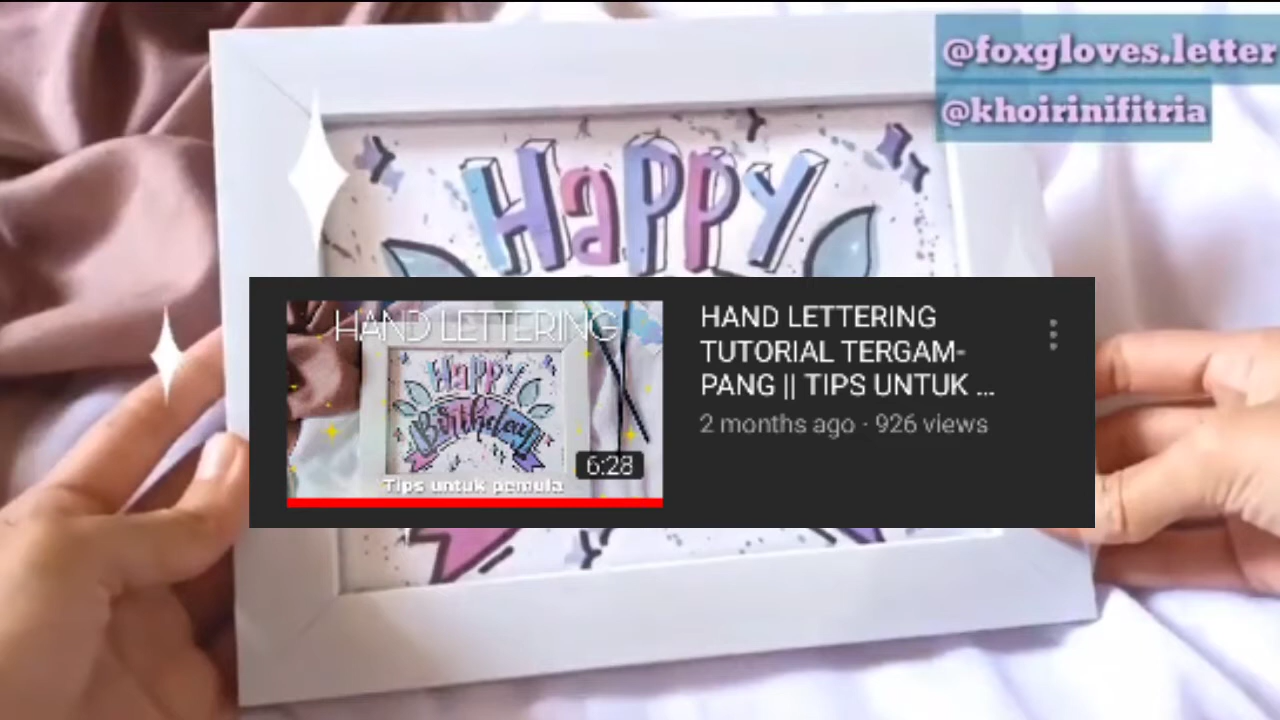 @foxgloves.letter
@khoirinifitria
Happy
HAND LETTERING
Happy
Birthday
Tips untuk pemula
6:28
HAND LETTERING
TUTORIAL TERGAM-
PANG || TIPS UNTUK ...
2 months ago · 926 views